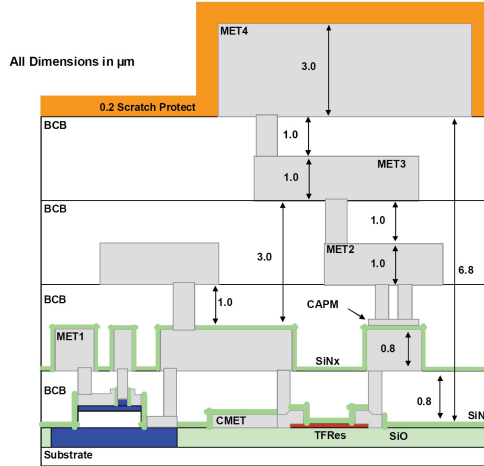 MET4
All Dimensions in µm
3.0
0.2 Scratch Protect
BCB
1.0
MET3
1.0
BCB
1.0
3.0
MET2
1.0
6.8
BCB
1.0
CAPM
MET1
0.8
SiNx
BCB
0.8
SiN
CMET
TFRes
SiO
Substrate